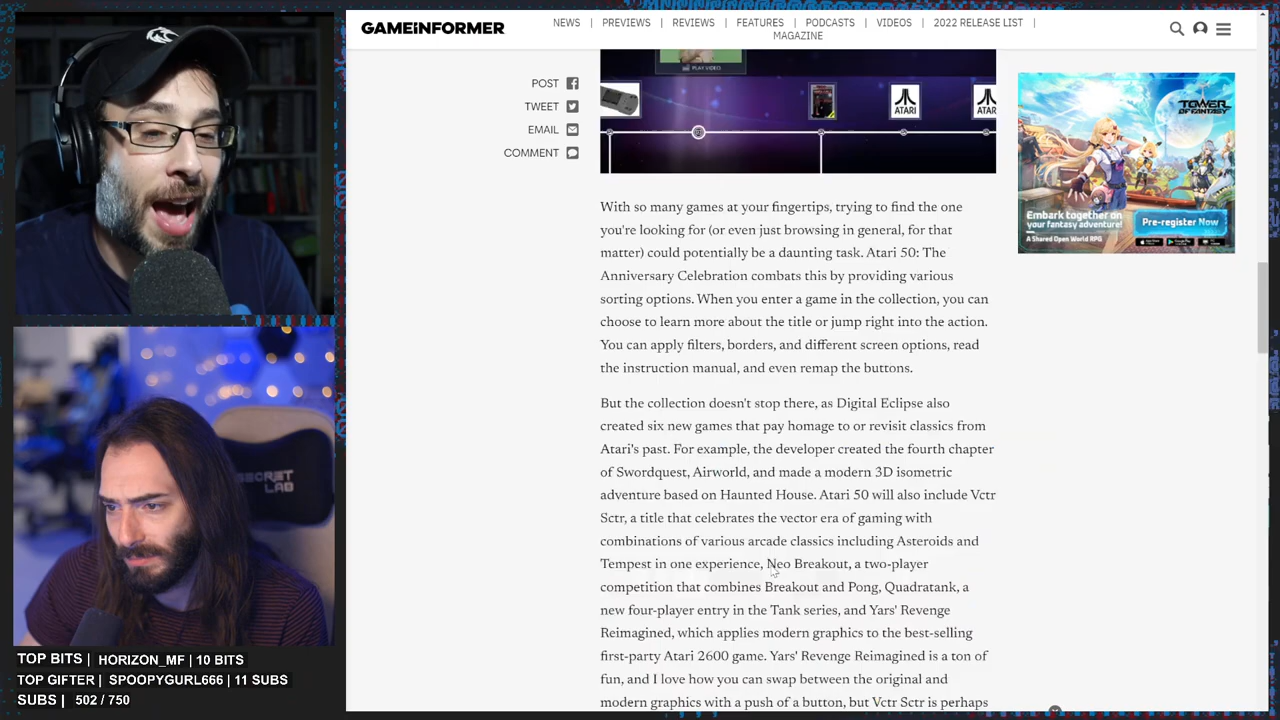 GAMEINFORMER
NEWS | PREVIEWS | REVIEWS | FEATURES | PODCASTS | VIDEOS | 2022 RELEASE LIST |
MAGAZINE
POST
TWEET
EMAIL
COMMENT
PLAY VIDEO
ATARI
ATARI
With so many games at your fingertips, trying to find the one
you're looking for (or even just browsing in general, for that
matter) could potentially be a daunting task. Atari 50: The
Anniversary Celebration combats this by providing various
sorting options. When you enter a game in the collection, you can
choose to learn more about the title or jump right into the action.
You can apply filters, borders, and different screen options, read
the instruction manual, and even remap the buttons.
But the collection doesn't stop there, as Digital Eclipse also
created six new games that pay homage to or revisit classics from
Atari's past. For example, the developer created the fourth chapter
of Swordquest, Airworld, and made a modern 3D isometric
adventure based on Haunted House. Atari 50 will also include Vctr
Sctr, a title that celebrates the vector era of gaming with
combinations of various arcade classics including Asteroids and
Tempest in one experience, Neo Breakout, a two-player
competition that combines Breakout and Pong, Quadratank, a
new four-player entry in the Tank series, and Yars' Revenge
Reimagined, which applies modern graphics to the best-selling
first-party Atari 2600 game. Yars' Revenge Reimagined is a ton of
fun, and I love how you can swap between the original and
modern graphics with a push of a button, but Vctr Sctr is perhaps
TOWER
OF FANTASY
Embark together on
your fantasy adventure!
A Shared Open World RPG
Pre-register Now
SECRET
LAB
TOP BITS | HORIZON_MF | 10 BITS
TOP GIFTER | SPOOPYGURL666 | 11 SUBS
SUBS | 502 / 750